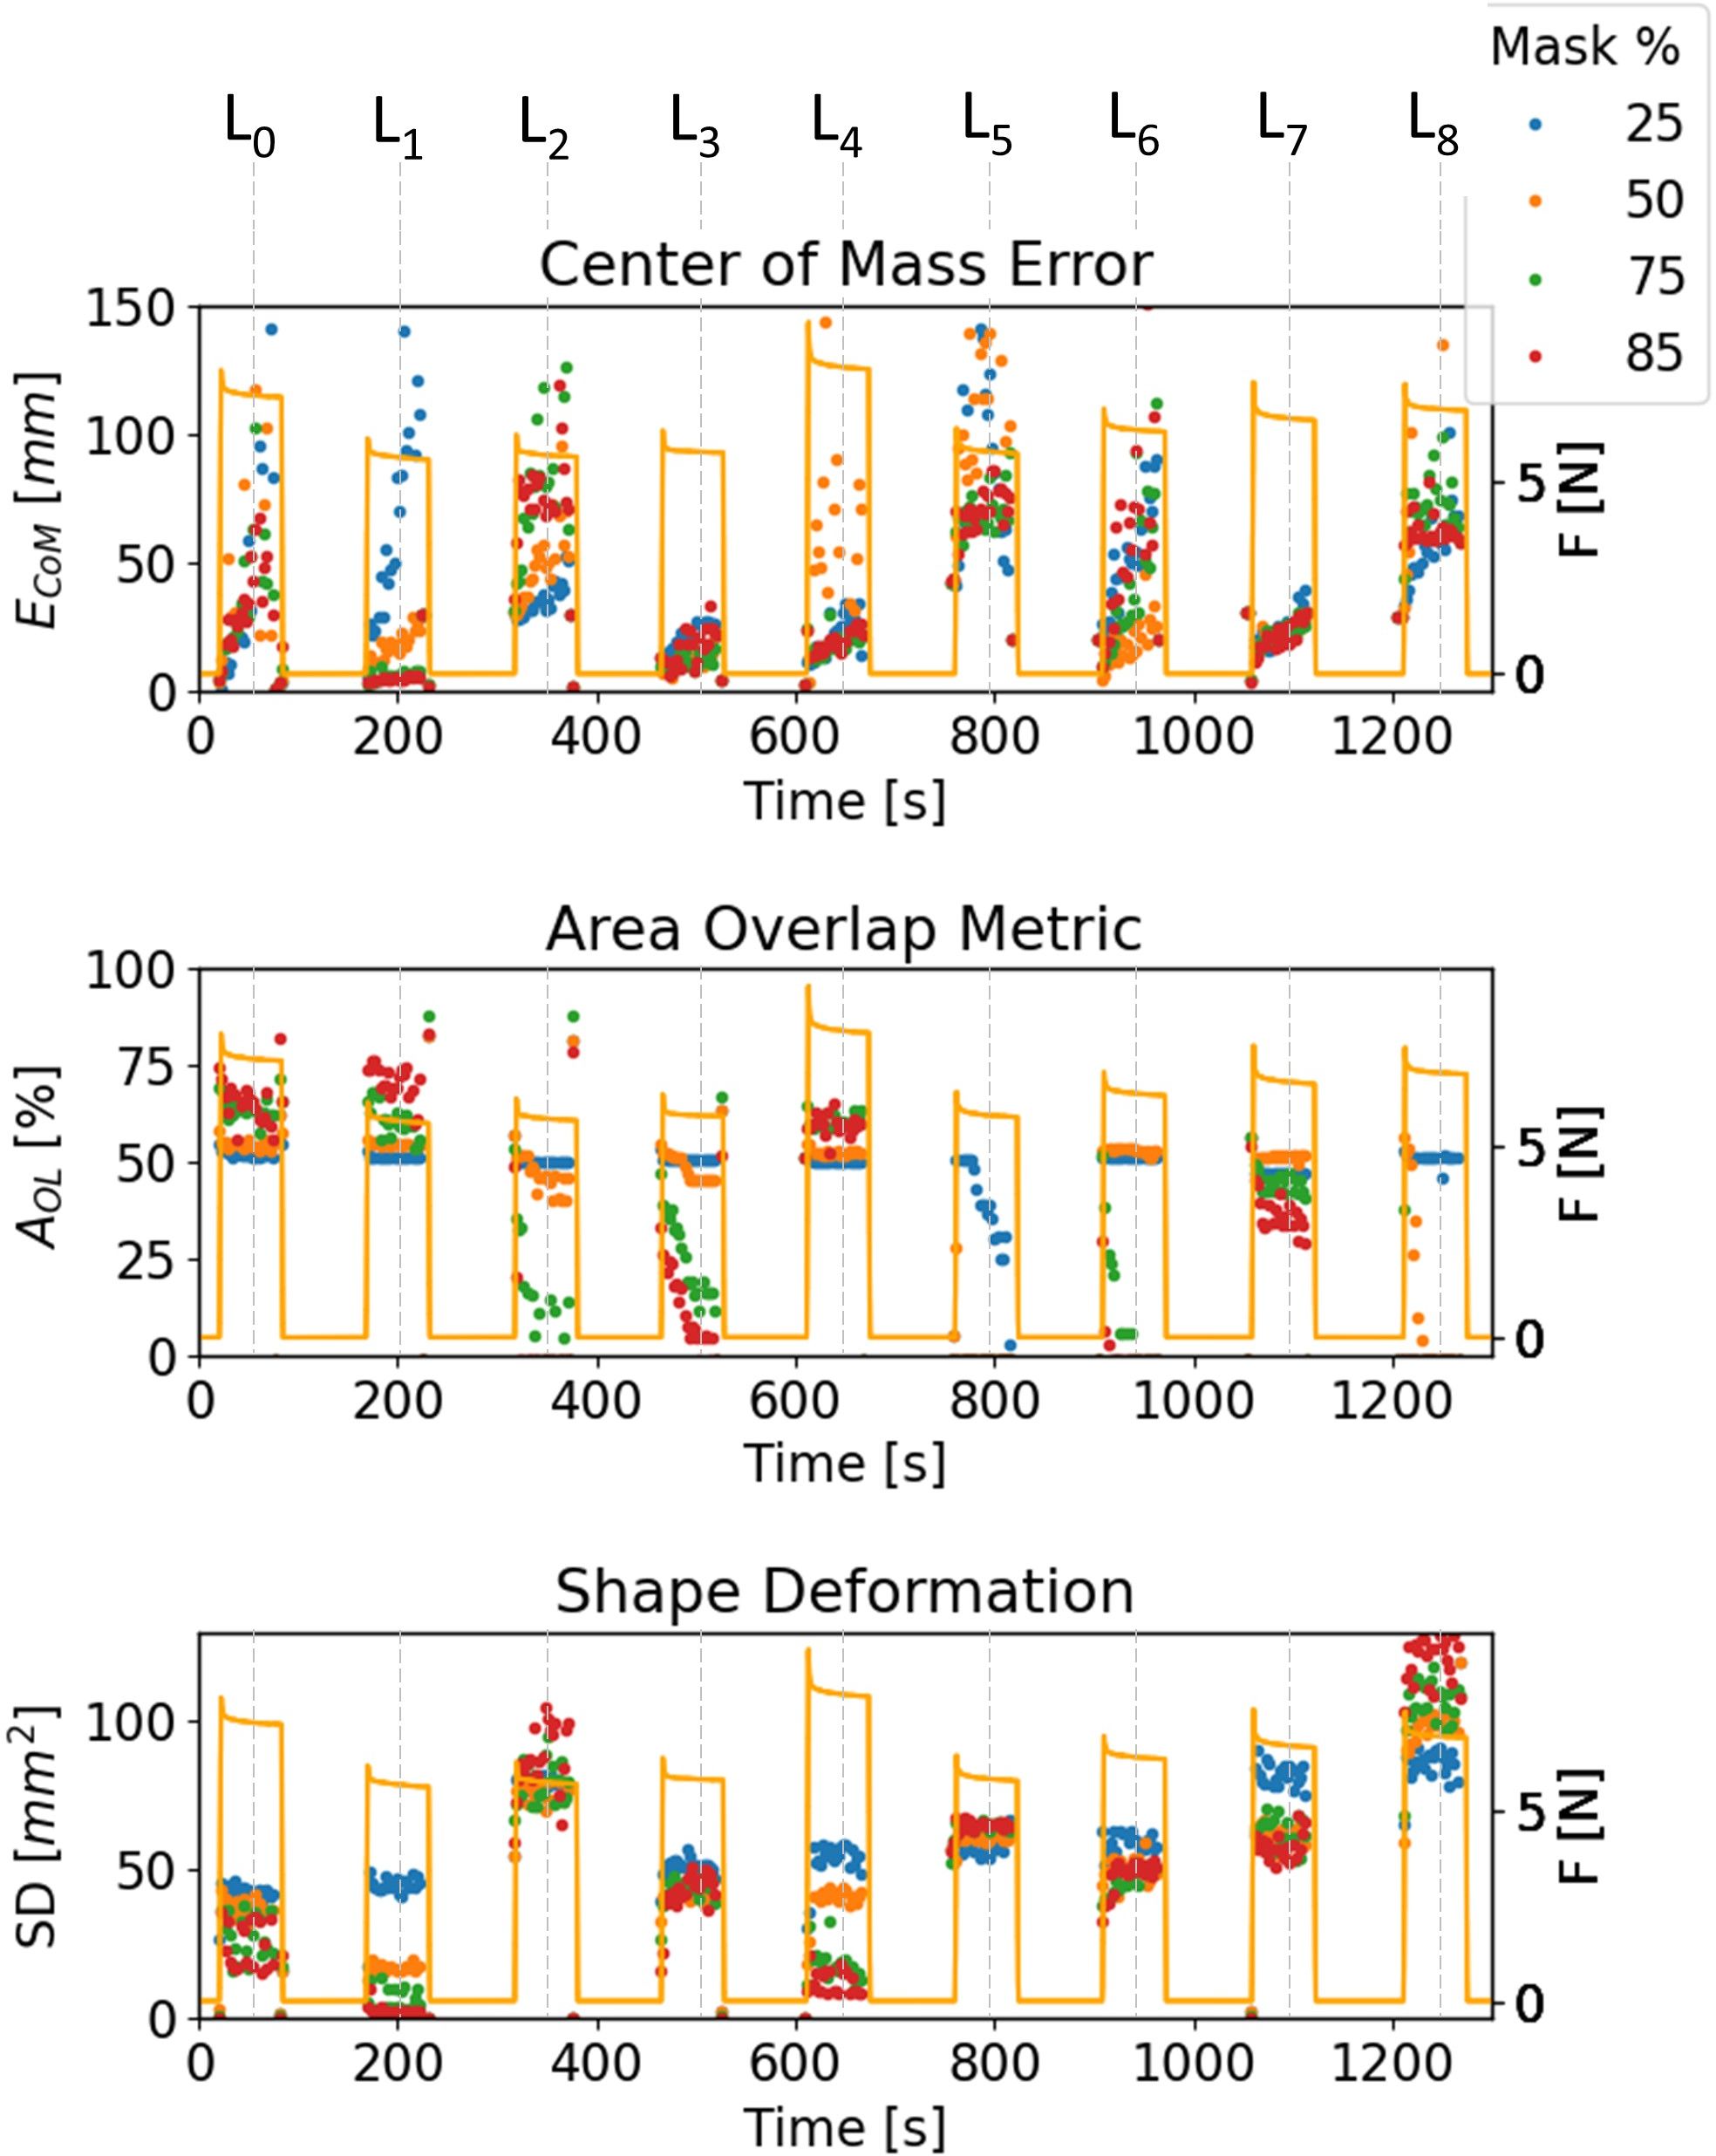 Mask %
25
50
75
85
L0 L1 L2 L3 L4 L5 L6 L7 L8
Center of Mass Error
150
100
50
0
E_CoM [mm]
5
0
F [N]
0 200 400 600 800 1000 1200
Time [s]
Area Overlap Metric
100
75
50
25
0
A_OL [%]
5
0
F [N]
0 200 400 600 800 1000 1200
Time [s]
Shape Deformation
100
50
0
SD [mm²]
5
0
F [N]
0 200 400 600 800 1000 1200
Time [s]